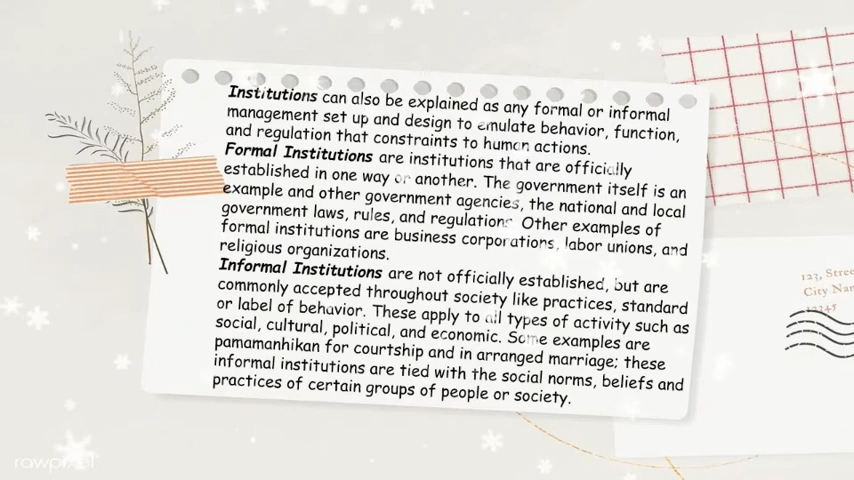 Institutions can also be explained as any formal or informal
management set up and design to emulate behavior, function,
and regulation that constraints to human actions.
Formal Institutions are institutions that are officially
established in one way or another. The government itself is an
example and other government agencies, the national and local
government laws, rules, and regulations. Other examples of
formal institutions are business corporations, labor unions, and
religious organizations.
Informal Institutions are not officially established, but are
commonly accepted throughout society like practices, standard
or label of behavior. These apply to all types of activity such as
social, cultural, political, and economic. Some examples are
pamamanhikan for courtship and in arranged marriage; these
informal institutions are tied with the social norms, beliefs and
practices of certain groups of people or society.
123, Stree
City Nar
12345
rawpixel